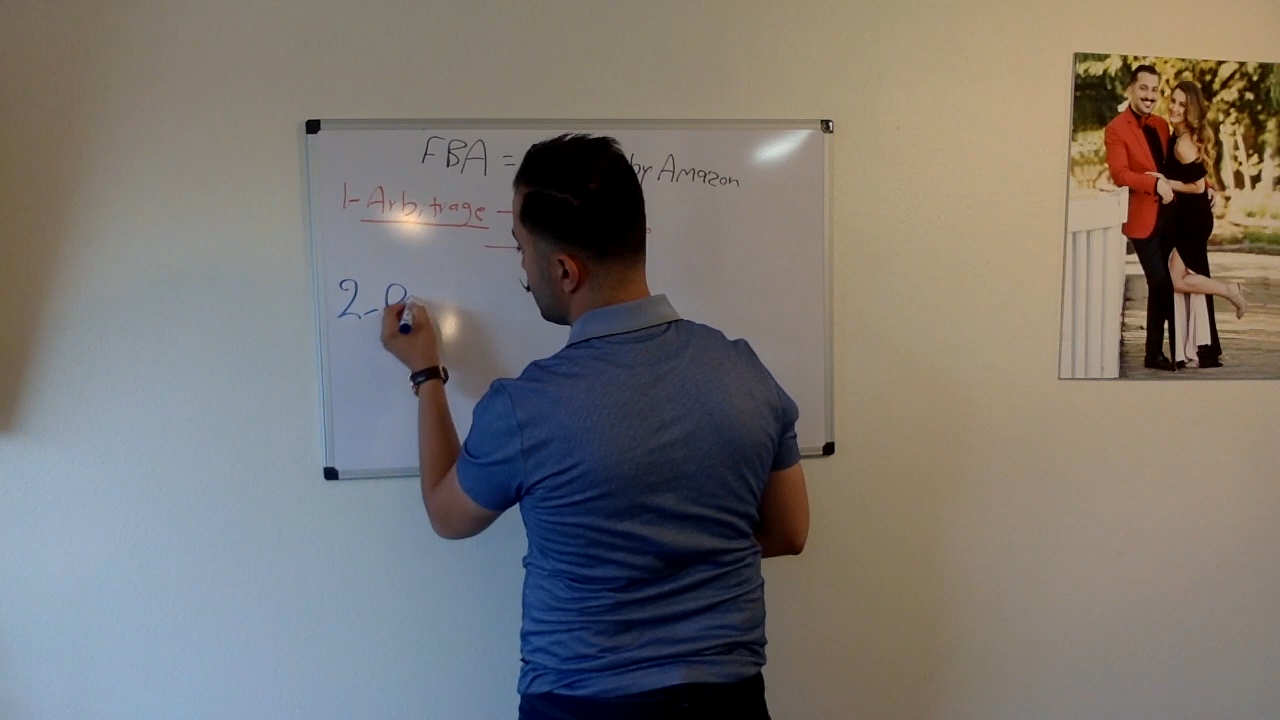 FBA = by Amazon
1- Arbitrage -
2-